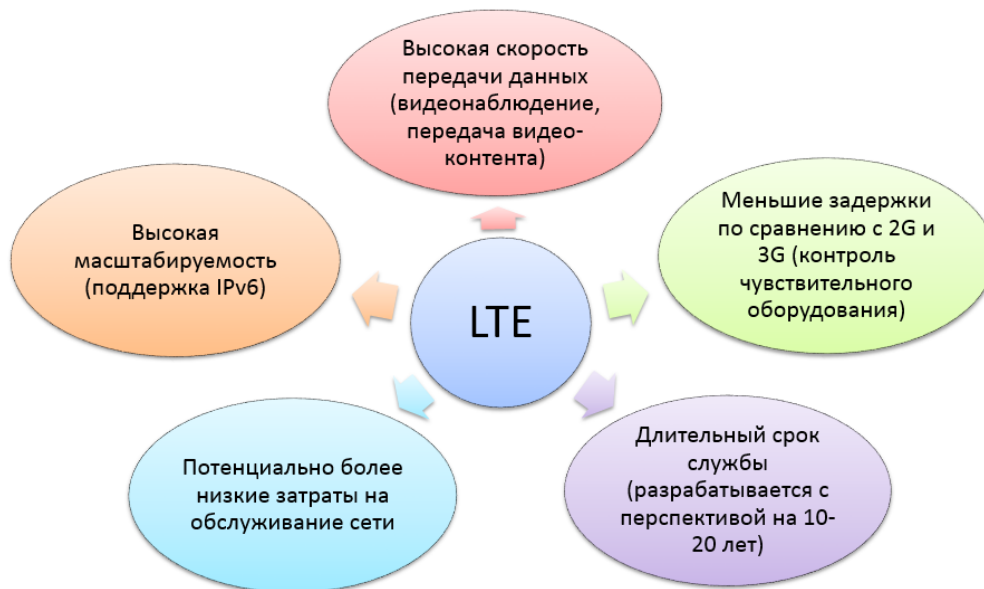 Высокая скорость
передачи данных
(видеонаблюдение,
передача видео-
контента)
Меньшие задержки
по сравнению с 2G и
3G (контроль
чувствительного
оборудования)
Высокая
масштабируемость
(поддержка IPv6)
LTE
Длительный срок
службы
(разрабатывается с
перспективой на 10-
20 лет)
Потенциально более
низкие затраты на
обслуживание сети